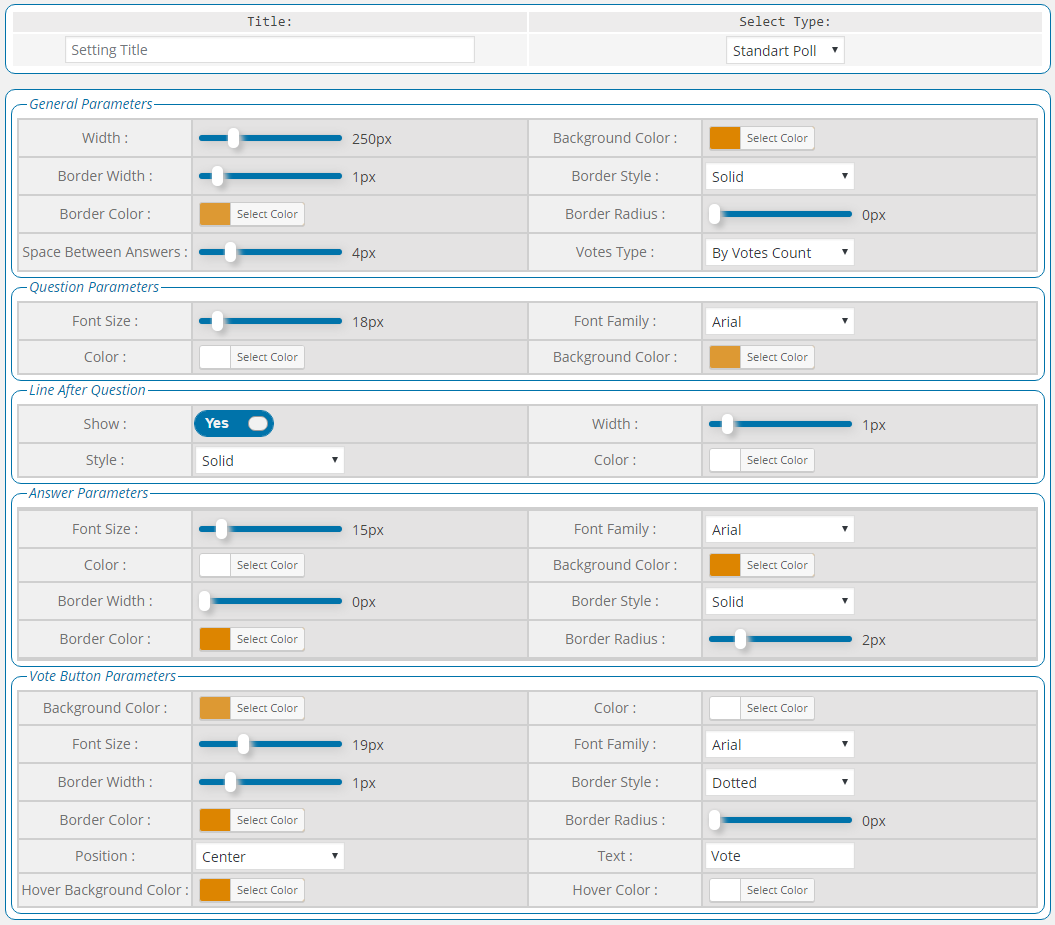 Title: Select Type:
Setting Title Standart Poll
General Parameters
Width : 250px Background Color : Select Color
Border Width : 1px Border Style : Solid
Border Color : Select Color Border Radius : 0px
Space Between Answers : 4px Votes Type : By Votes Count
Question Parameters
Font Size : 18px Font Family : Arial
Color : Select Color Background Color : Select Color
Line After Question
Show : Yes Width : 1px
Style : Solid Color : Select Color
Answer Parameters
Font Size : 15px Font Family : Arial
Color : Select Color Background Color : Select Color
Border Width : 0px Border Style : Solid
Border Color : Select Color Border Radius : 2px
Vote Button Parameters
Background Color : Select Color Color : Select Color
Font Size : 19px Font Family : Arial
Border Width : 1px Border Style : Dotted
Border Color : Select Color Border Radius : 0px
Position : Center Text : Vote
Hover Background Color : Select Color Hover Color : Select Color